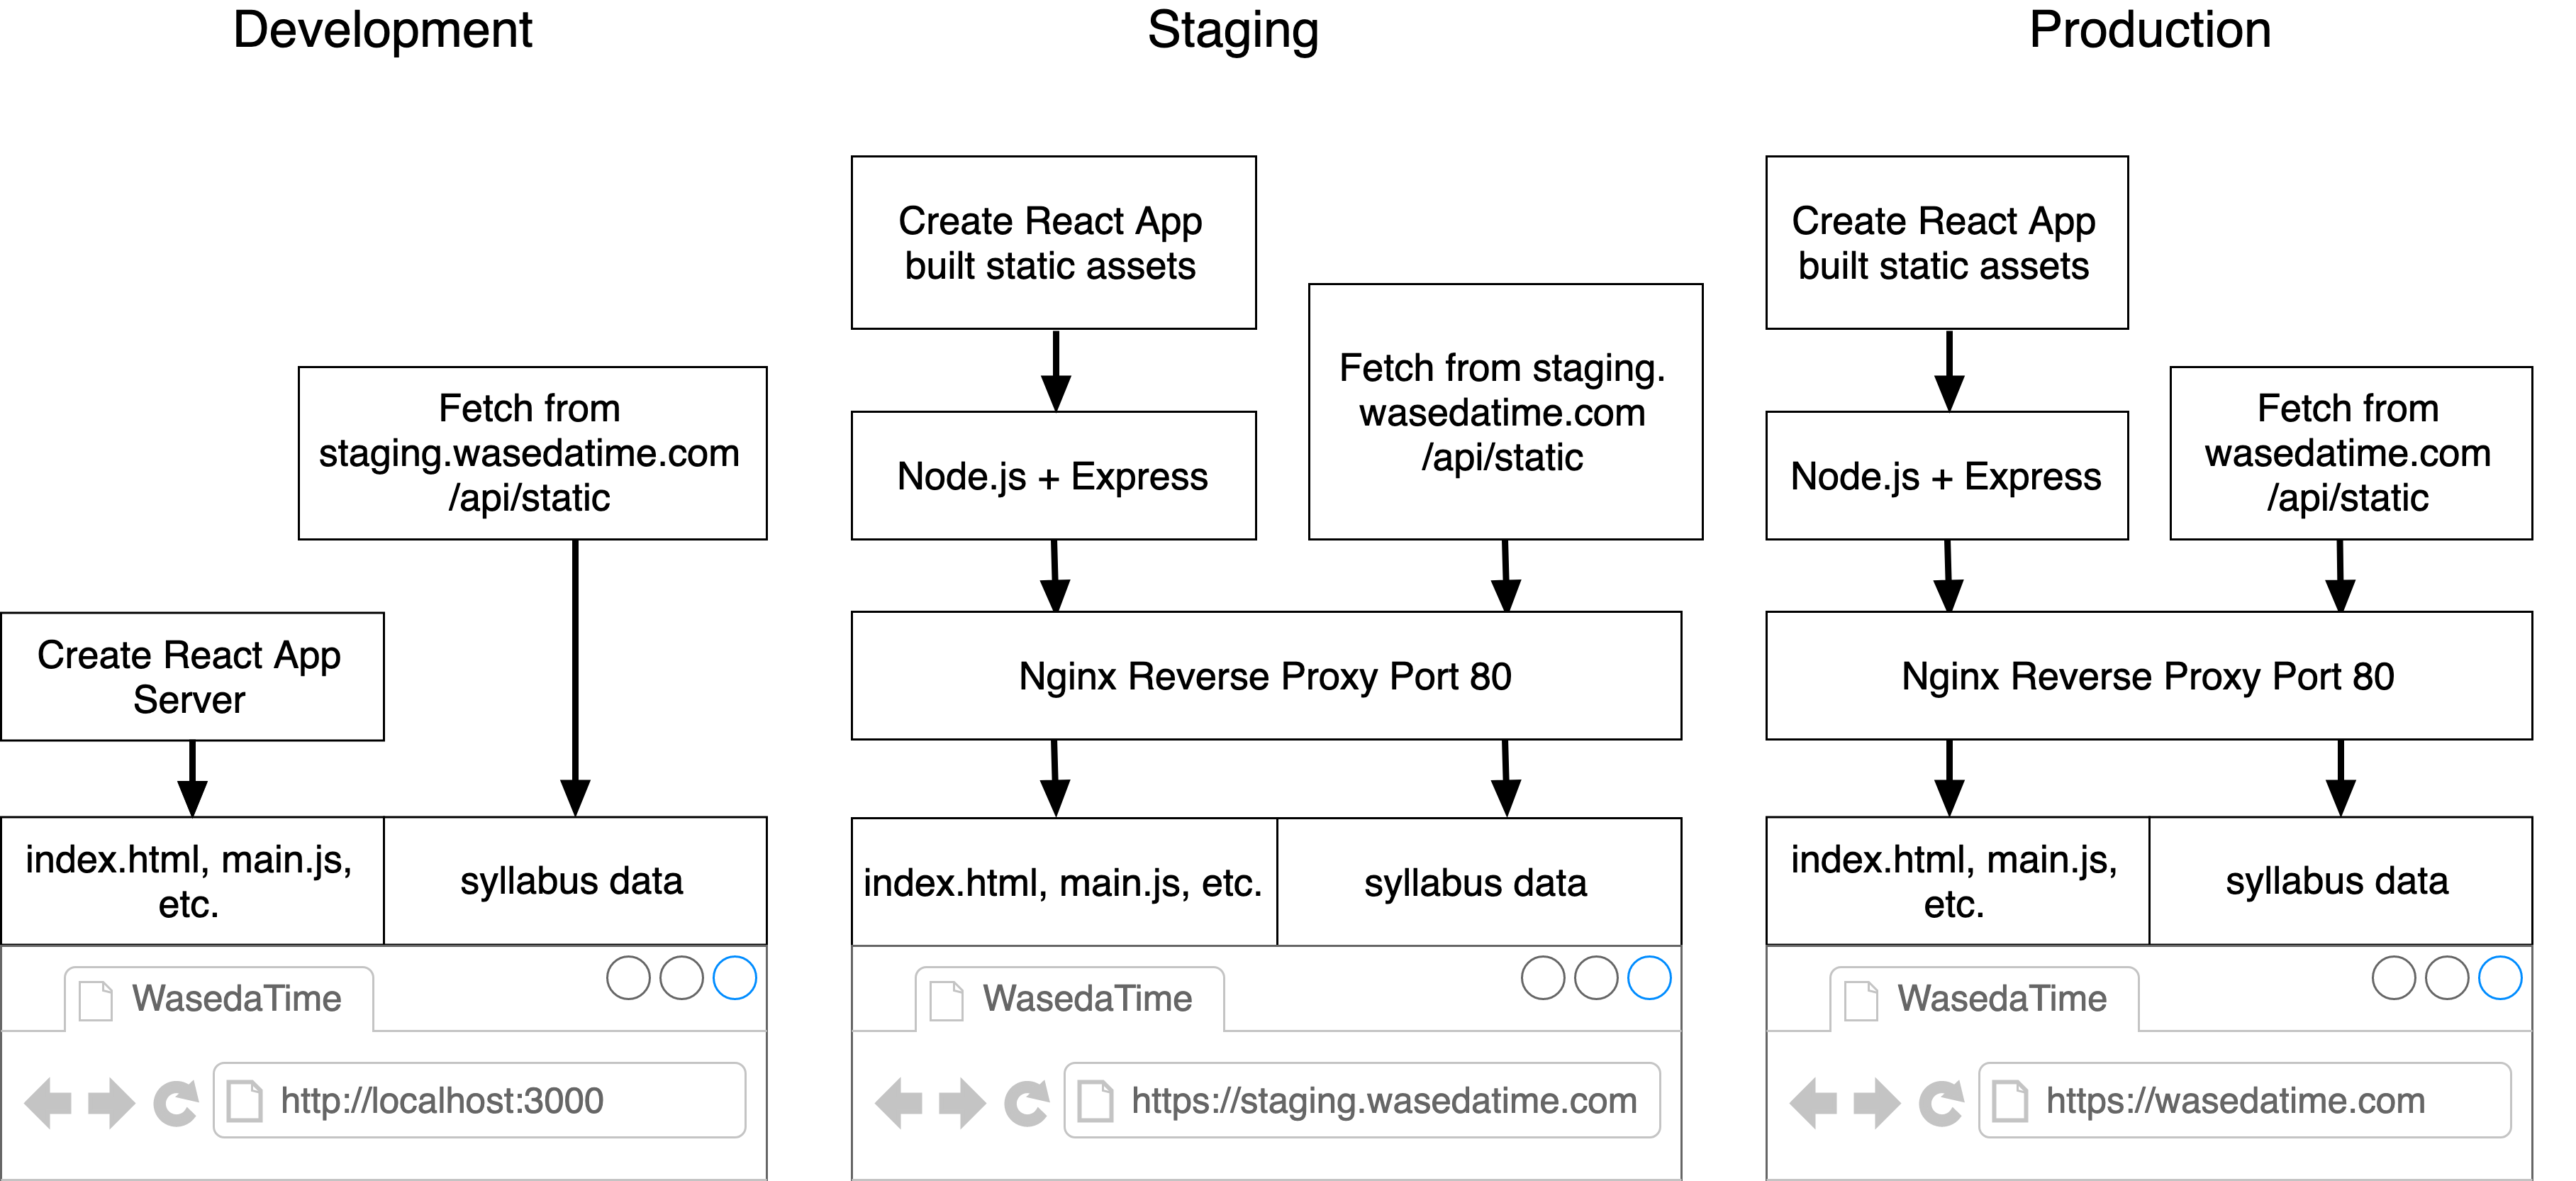 Development
Staging
Production
Create React App
built static assets
Create React App
built static assets
Fetch from
staging.wasedatime.com
/api/static
Node.js + Express
Fetch from staging.
wasedatime.com
/api/static
Node.js + Express
Fetch from
wasedatime.com
/api/static
Create React App
Server
Nginx Reverse Proxy Port 80
Nginx Reverse Proxy Port 80
index.html, main.js,
etc.
syllabus data
index.html, main.js, etc.
syllabus data
index.html, main.js,
etc.
syllabus data
WasedaTime
WasedaTime
WasedaTime
http://localhost:3000
https://staging.wasedatime.com
https://wasedatime.com